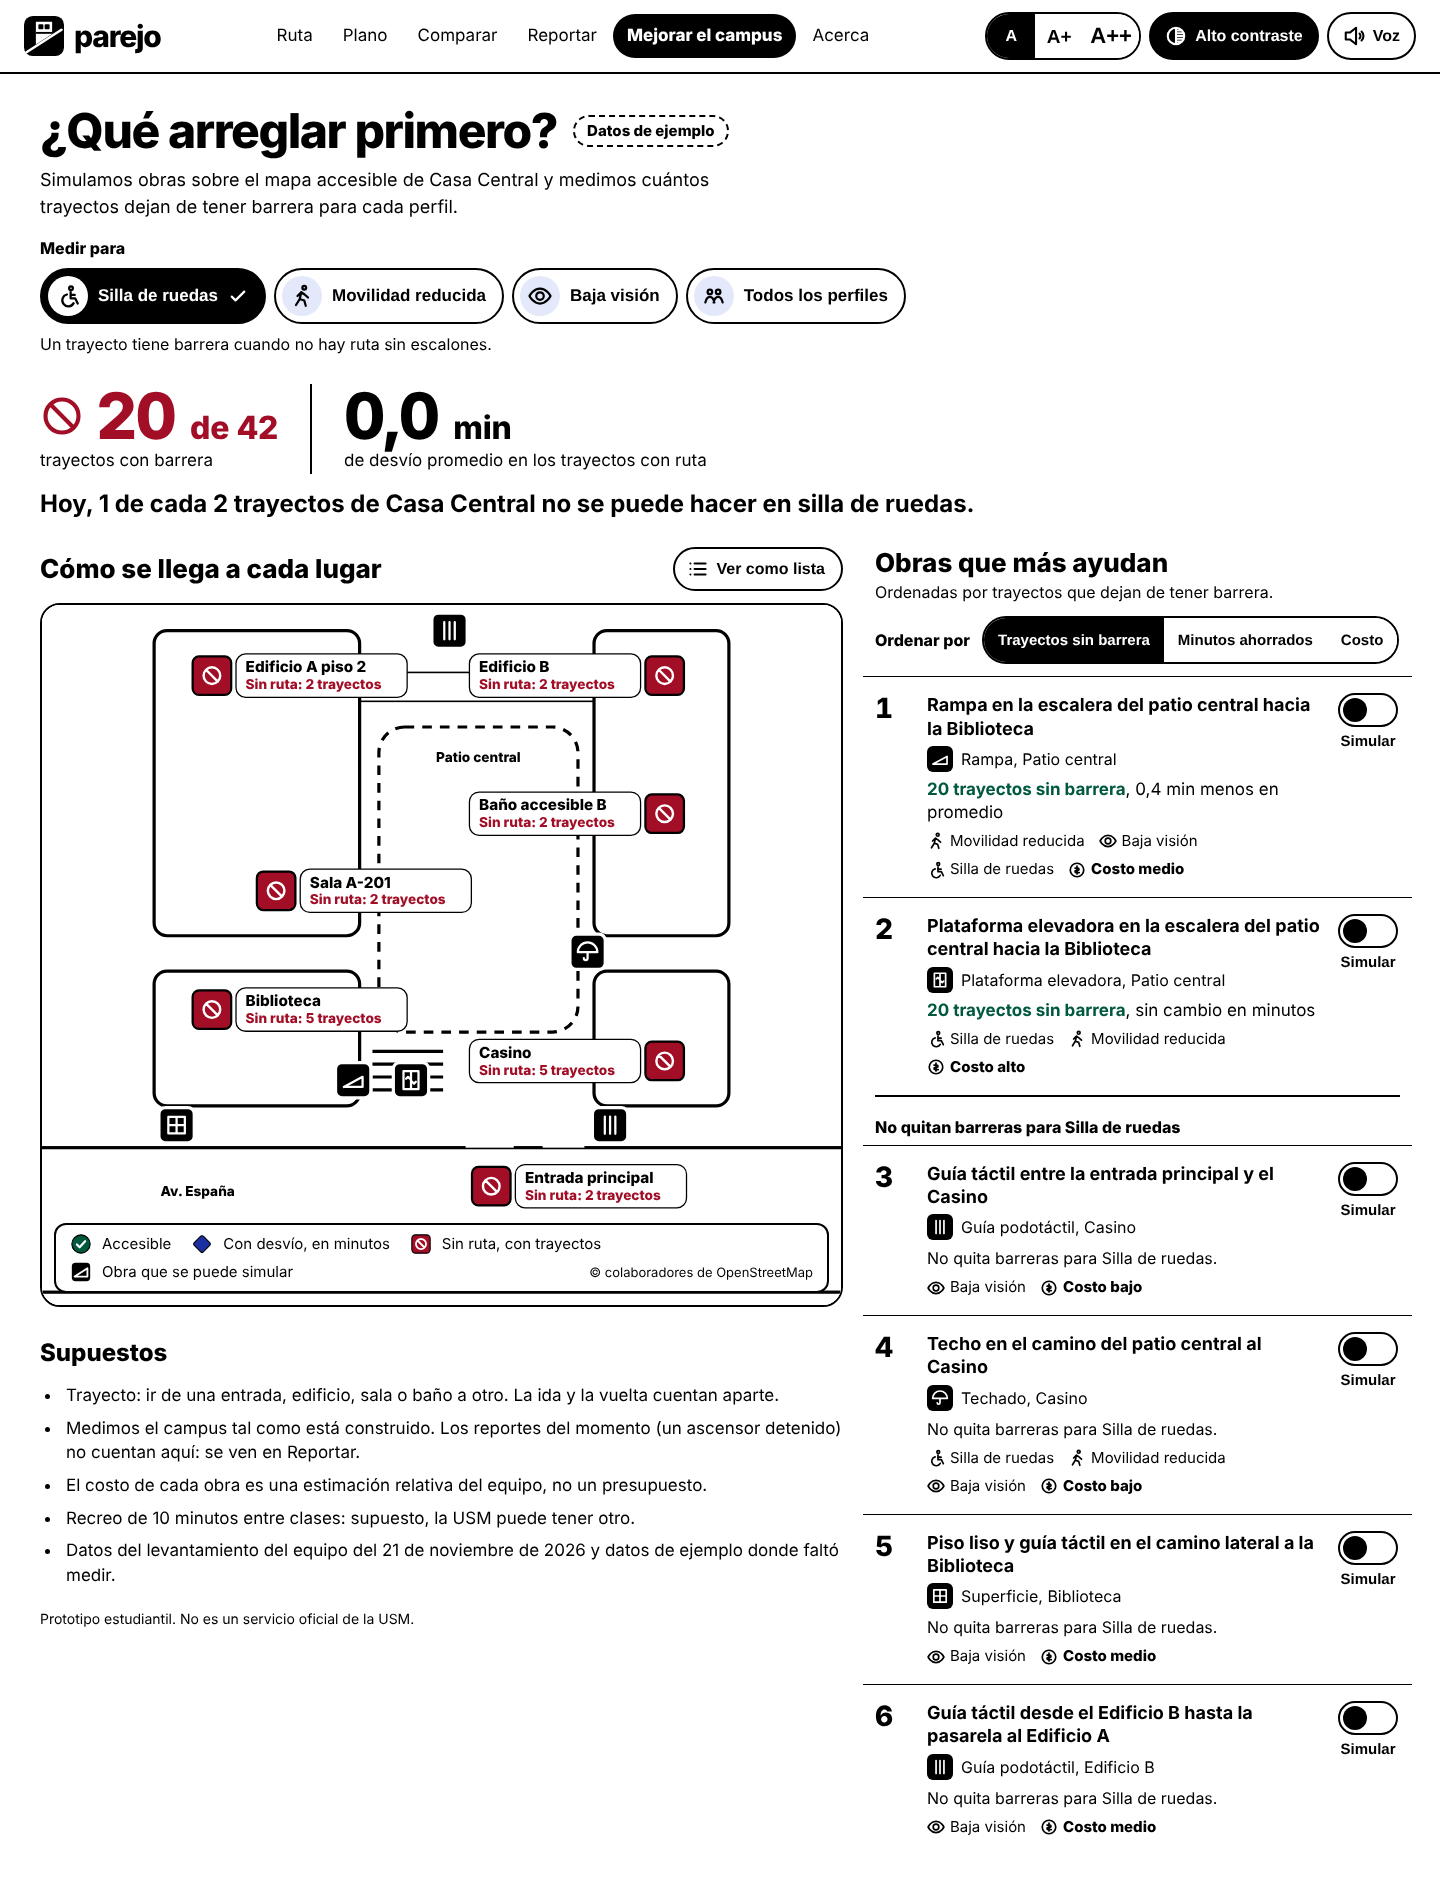 parejo
Ruta
Plano
Comparar
Reportar
Mejorar el campus
Acerca
A
A+
A++
Alto contraste
Voz
¿Qué arreglar primero?
Datos de ejemplo
Simulamos obras sobre el mapa accesible de Casa Central y medimos cuántos
trayectos dejan de tener barrera para cada perfil.
Medir para
Silla de ruedas
Movilidad reducida
Baja visión
Todos los perfiles
Un trayecto tiene barrera cuando no hay ruta sin escalones.
20 de 42
trayectos con barrera
0,0 min
de desvío promedio en los trayectos con ruta
Hoy, 1 de cada 2 trayectos de Casa Central no se puede hacer en silla de ruedas.
Cómo se llega a cada lugar
Ver como lista
Edificio A piso 2
Sin ruta: 2 trayectos
Edificio B
Sin ruta: 2 trayectos
Patio central
Baño accesible B
Sin ruta: 2 trayectos
Sala A-201
Sin ruta: 2 trayectos
Biblioteca
Sin ruta: 5 trayectos
Casino
Sin ruta: 5 trayectos
Entrada principal
Sin ruta: 2 trayectos
Av. España
Accesible
Con desvío, en minutos
Sin ruta, con trayectos
Obra que se puede simular
© colaboradores de OpenStreetMap
Supuestos
• Trayecto: ir de una entrada, edificio, sala o baño a otro. La ida y la vuelta cuentan aparte.
• Medimos el campus tal como está construido. Los reportes del momento (un ascensor detenido)
no cuentan aquí: se ven en Reportar.
• El costo de cada obra es una estimación relativa del equipo, no un presupuesto.
• Recreo de 10 minutos entre clases: supuesto, la USM puede tener otro.
• Datos del levantamiento del equipo del 21 de noviembre de 2026 y datos de ejemplo donde faltó
medir.
Prototipo estudiantil. No es un servicio oficial de la USM.
Obras que más ayudan
Ordenadas por trayectos que dejan de tener barrera.
Ordenar por
Trayectos sin barrera
Minutos ahorrados
Costo
1
Rampa en la escalera del patio central hacia
la Biblioteca
Simular
Rampa, Patio central
20 trayectos sin barrera, 0,4 min menos en
promedio
Movilidad reducida
Baja visión
Silla de ruedas
Costo medio
2
Plataforma elevadora en la escalera del patio
central hacia la Biblioteca
Simular
Plataforma elevadora, Patio central
20 trayectos sin barrera, sin cambio en minutos
Silla de ruedas
Movilidad reducida
Costo alto
No quitan barreras para Silla de ruedas
3
Guía táctil entre la entrada principal y el
Casino
Simular
Guía podotáctil, Casino
No quita barreras para Silla de ruedas.
Baja visión
Costo bajo
4
Techo en el camino del patio central al
Casino
Simular
Techado, Casino
No quita barreras para Silla de ruedas.
Silla de ruedas
Movilidad reducida
Baja visión
Costo bajo
5
Piso liso y guía táctil en el camino lateral a la
Biblioteca
Simular
Superficie, Biblioteca
No quita barreras para Silla de ruedas.
Baja visión
Costo medio
6
Guía táctil desde el Edificio B hasta la
pasarela al Edificio A
Simular
Guía podotáctil, Edificio B
No quita barreras para Silla de ruedas.
Baja visión
Costo medio